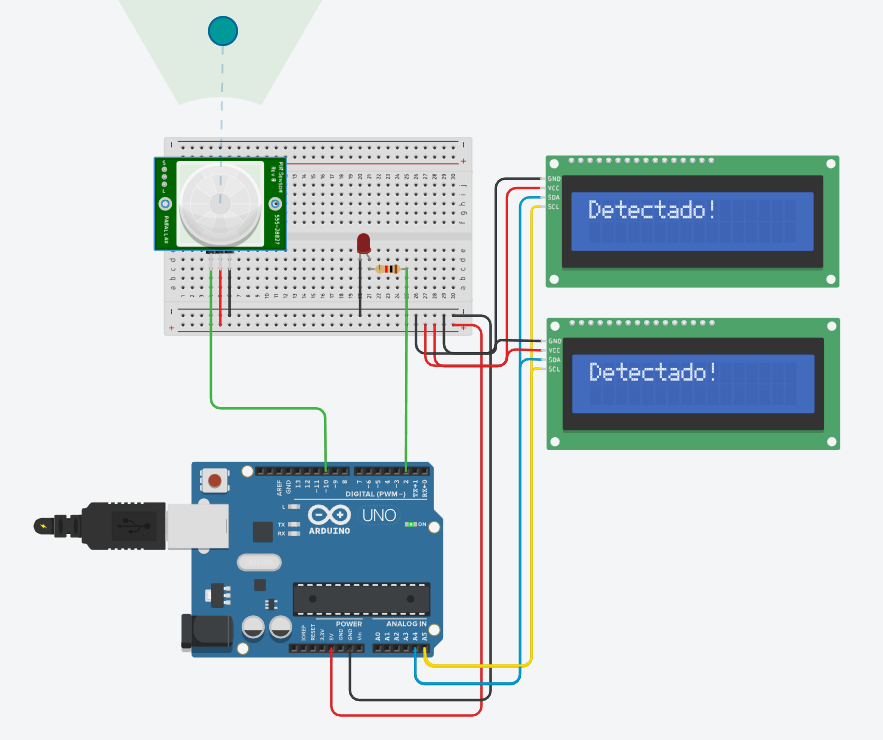 PIR Sensor
Rev B
555-28027
PARALLAX
GND
VCC
SDA
SCL
Detectado!
GND
VCC
SDA
SCL
Detectado!
AREF
GND
13
12
~11
~10
~9
8
7
~6
~5
4
~3
2
TX→1
RX←0
DIGITAL (PWM~)
L
TX
RX
ARDUINO
UNO
ON
POWER
ANALOG IN
IOREF
RESET
3.3V
5V
GND
GND
Vin
A0
A1
A2
A3
A4
A5